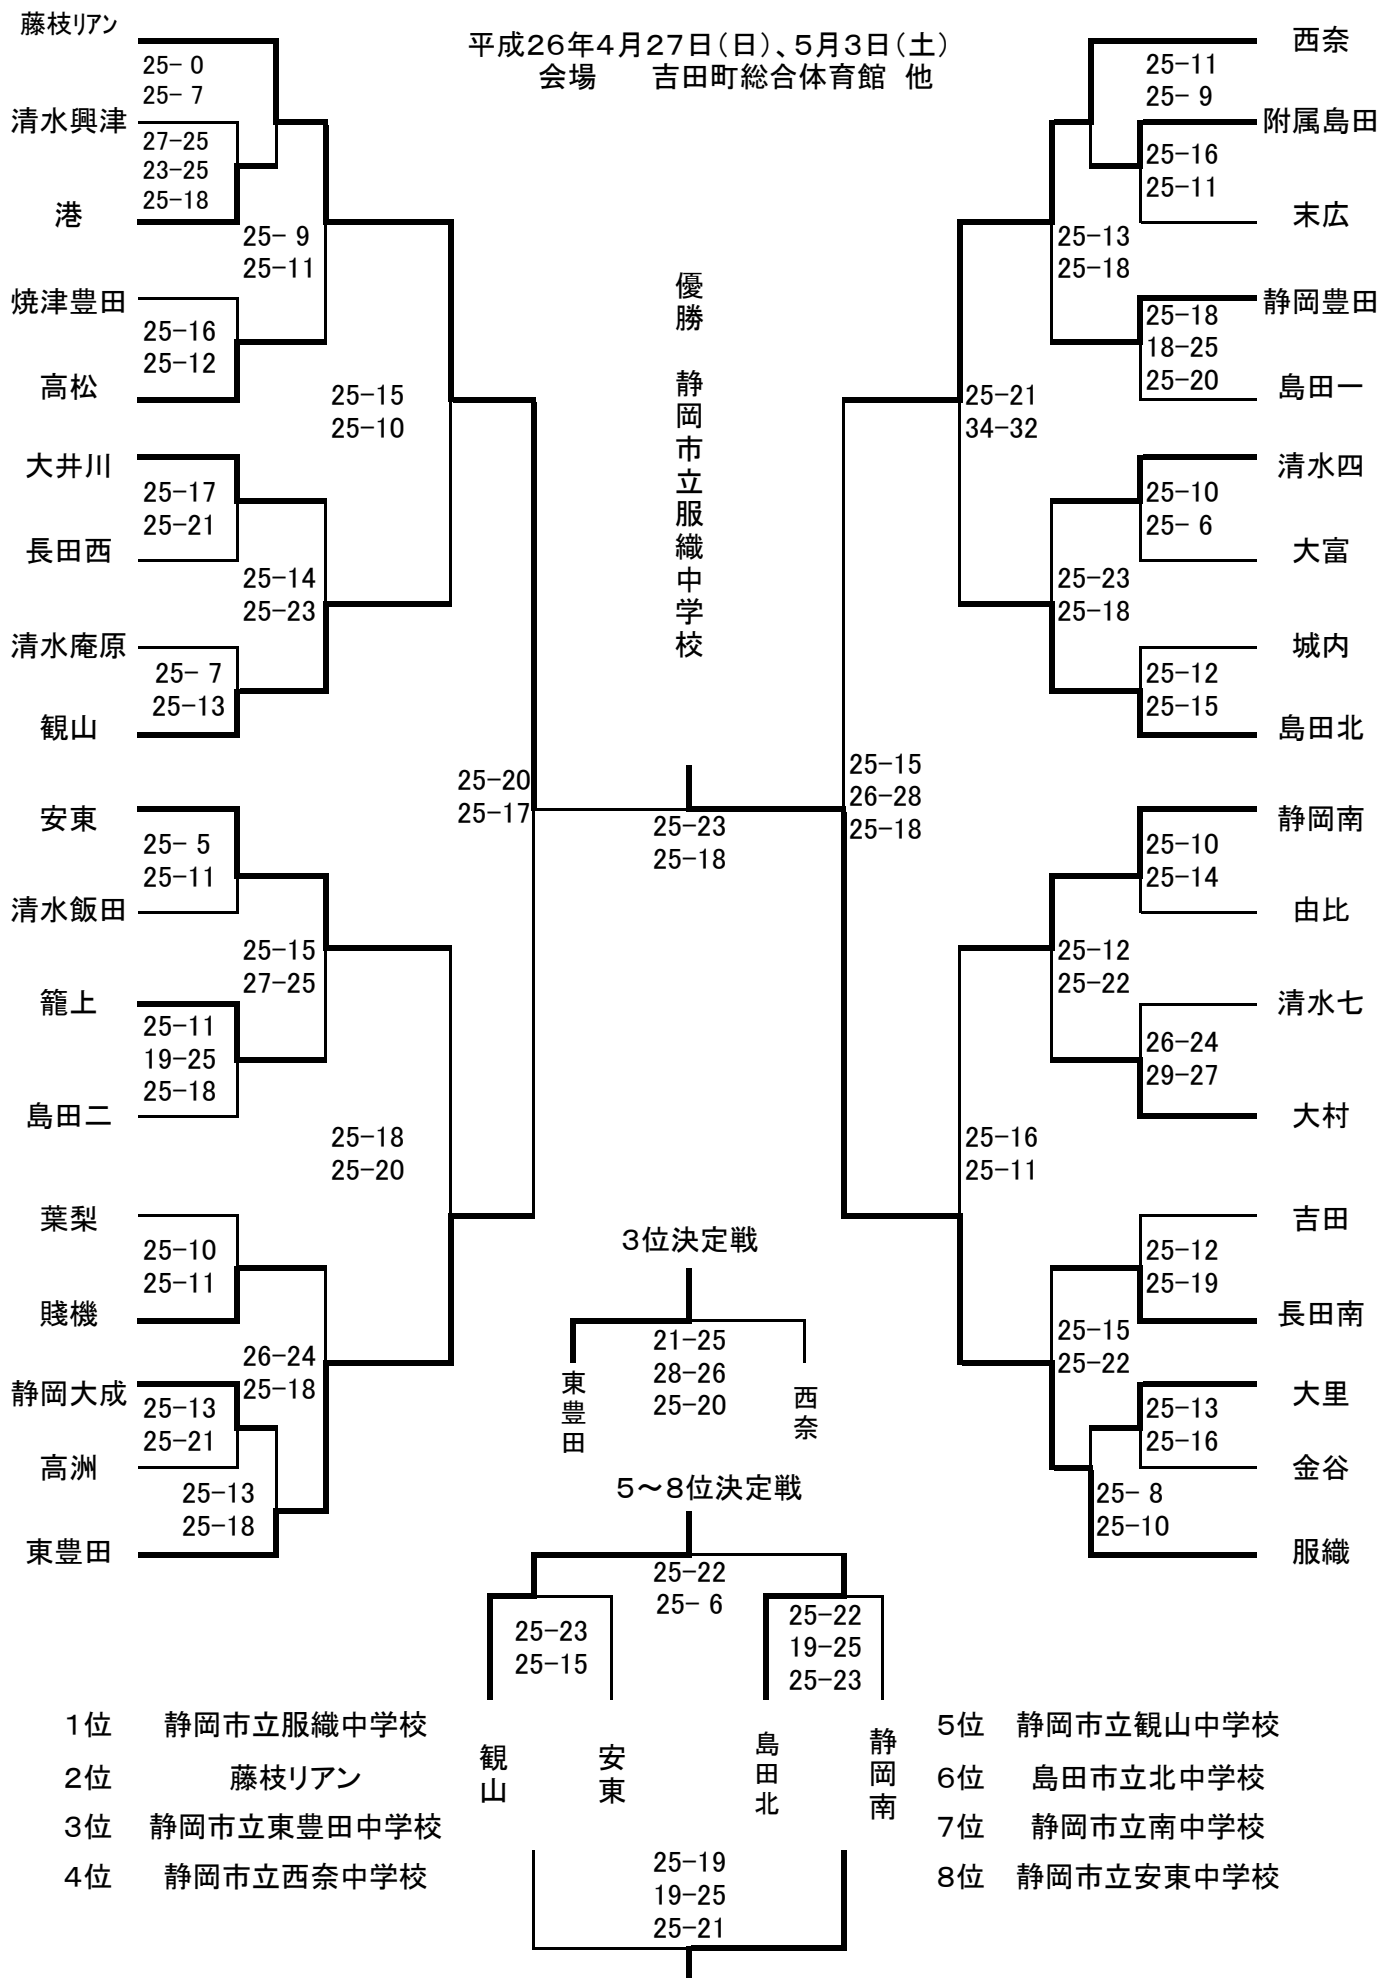 平成26年4月27日(日)、5月3日(土)
会場　　吉田町総合体育館 他
藤枝リアン
25- 0
25- 7
清水興津
27-25
23-25
25-18
港
25- 9
25-11
焼津豊田
25-16
25-12
高松
25-15
25-10
大井川
25-17
25-21
長田西
25-14
25-23
清水庵原
25- 7
25-13
観山
25-20
25-17
安東
25- 5
25-11
清水飯田
25-15
27-25
籠上
25-11
19-25
25-18
島田二
25-18
25-20
葉梨
25-10
25-11
賤機
26-24
25-18
静岡大成
25-13
25-21
高洲
25-13
25-18
東豊田
優勝　静岡市立服織中学校
25-23
25-18
西奈
25-11
25- 9
附属島田
25-16
25-11
末広
25-13
25-18
静岡豊田
25-18
18-25
25-20
島田一
25-21
34-32
清水四
25-10
25- 6
大富
25-23
25-18
城内
25-12
25-15
島田北
25-15
26-28
25-18
静岡南
25-10
25-14
由比
25-12
25-22
清水七
26-24
29-27
大村
25-16
25-11
吉田
25-12
25-19
長田南
25-15
25-22
大里
25-13
25-16
金谷
25- 8
25-10
服織
3位決定戦
21-25
28-26
25-20
東豊田
西奈
5～8位決定戦
25-22
25- 6
25-23
25-15
25-22
19-25
25-23
観山
安東
島田北
静岡南
25-19
19-25
25-21
1位　静岡市立服織中学校
2位　藤枝リアン
3位　静岡市立東豊田中学校
4位　静岡市立西奈中学校
5位　静岡市立観山中学校
6位　島田市立北中学校
7位　静岡市立南中学校
8位　静岡市立安東中学校